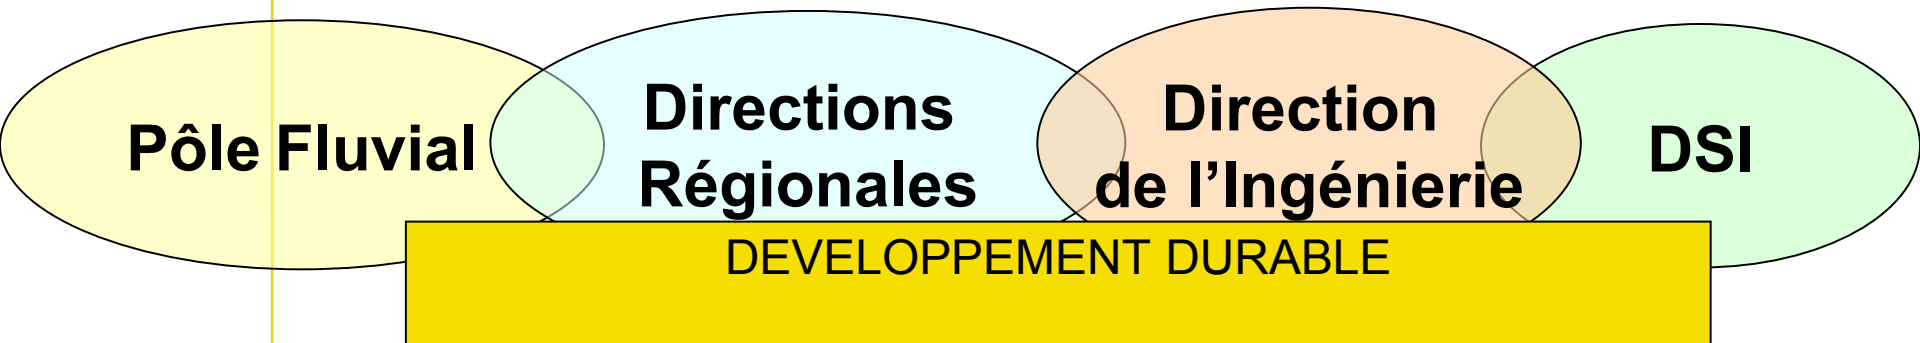 Pôle Fluvial
Directions
Régionales
Direction
de l’Ingénierie
DSI
DEVELOPPEMENT DURABLE